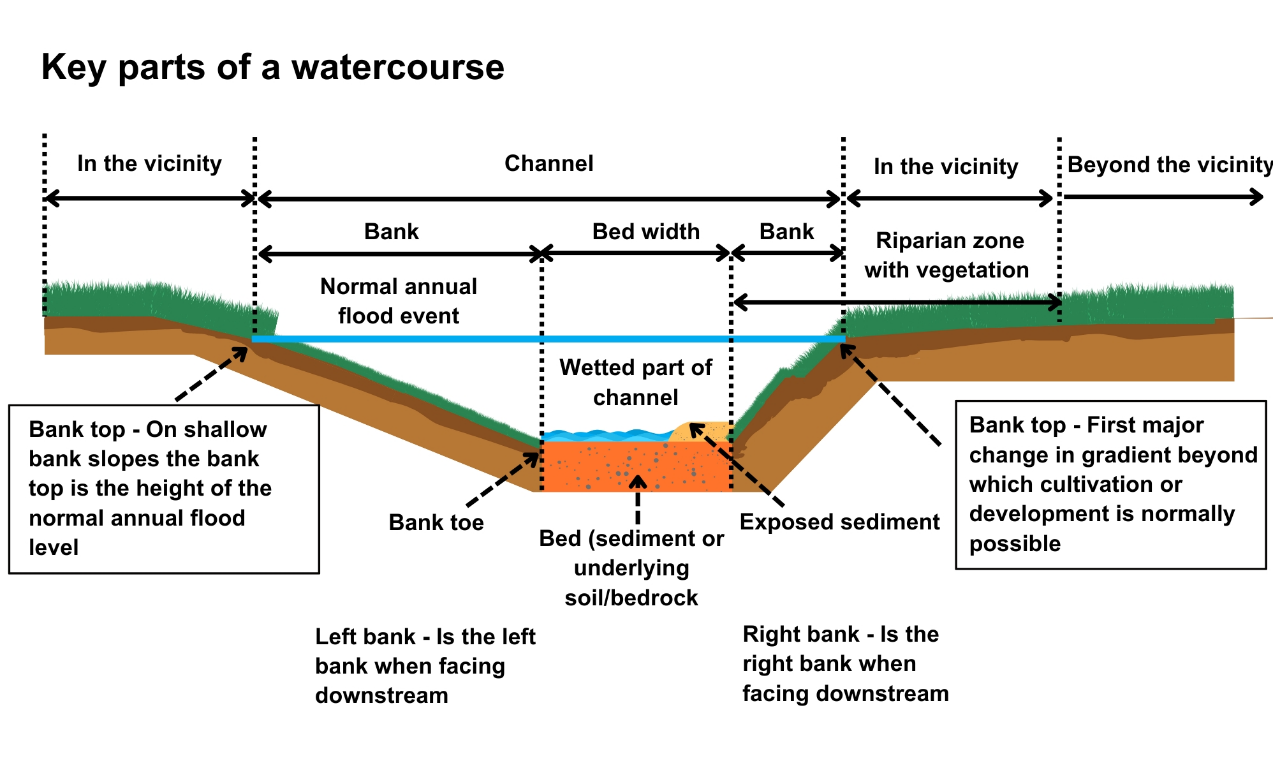 Key parts of a watercourse
In the vicinity
Channel
In the vicinity
Beyond the vicinity
Bank
Bed width
Bank
Riparian zone
with vegetation
Normal annual
flood event
Wetted part of
channel
Bank top - On shallow
bank slopes the bank
top is the height of the
normal annual flood
level
Bank top - First major
change in gradient beyond
which cultivation or
development is normally
possible
Bank toe
Exposed sediment
Bed (sediment or
underlying
soil/bedrock
Left bank - Is the left
bank when facing
downstream
Right bank - Is the
right bank when
facing downstream